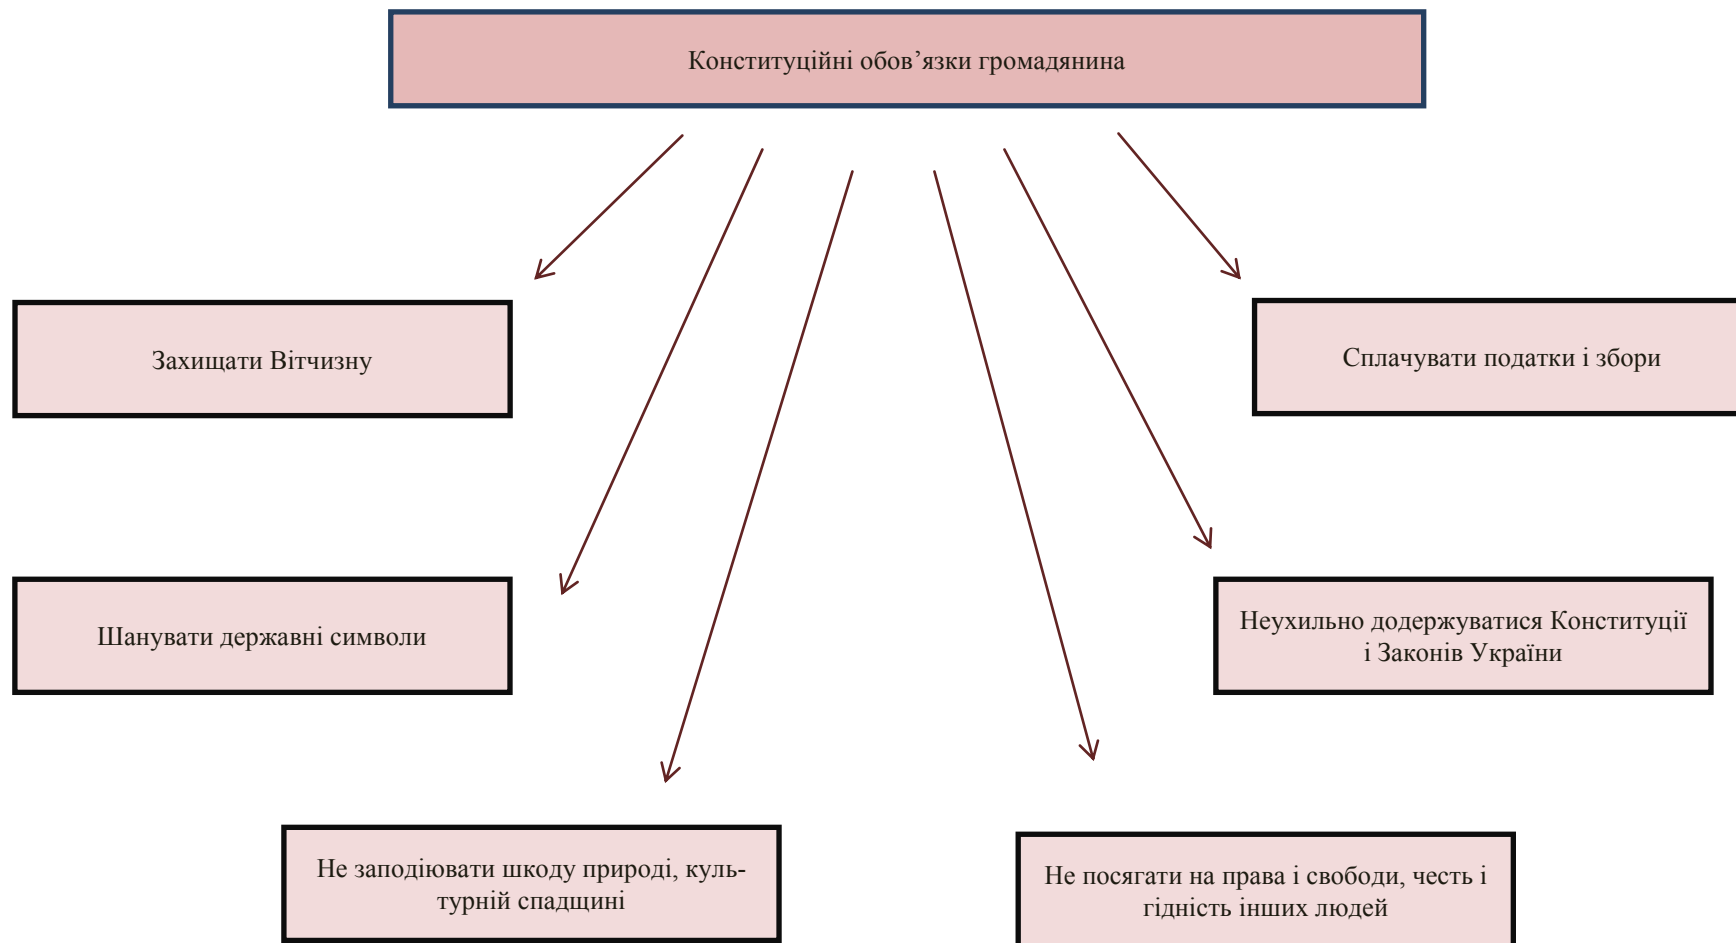 Конституційні обов’язки громадянина
Захищати Вітчизну
Сплачувати податки і збори
Шанувати державні символи
Неухильно додержуватися Конституції
і Законів України
Не заподіювати шкоду природі, куль-
турній спадщині
Не посягати на права і свободи, честь і
гідність інших людей